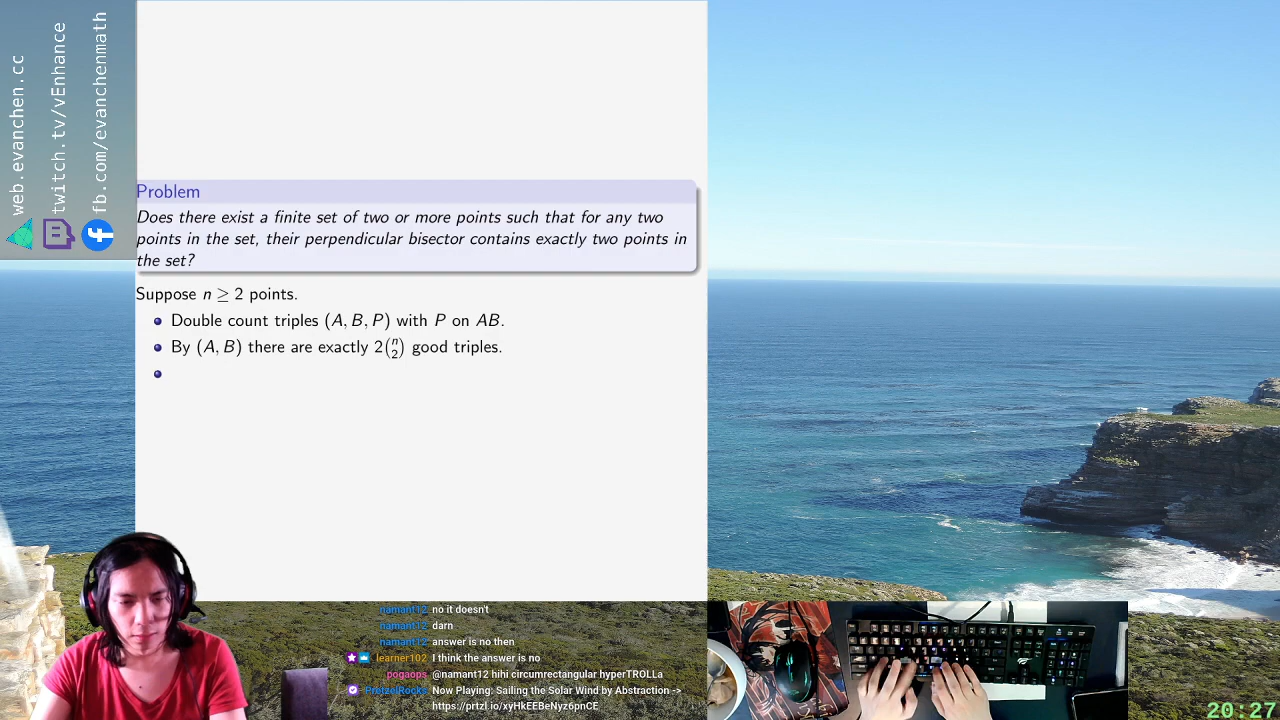 web.evanchen.cc
twitch.tv/vEnhance
fb.com/evanchenmath
Problem
Does there exist a finite set of two or more points such that for any two
points in the set, their perpendicular bisector contains exactly two points in
the set?
Suppose n ≥ 2 points.
Double count triples (A, B, P) with P on AB.
By (A, B) there are exactly 2(n 2) good triples.
namant12 no it doesn't
namant12 darn
namant12 answer is no then
learner102 I think the answer is no
pogaops @namant12 hihi circumrectangular hyperTROLLa
PretzelRocks Now Playing: Sailing the Solar Wind by Abstraction ->
https://prtzl.io/xyHkEEBeNyz6pnCE
20:27